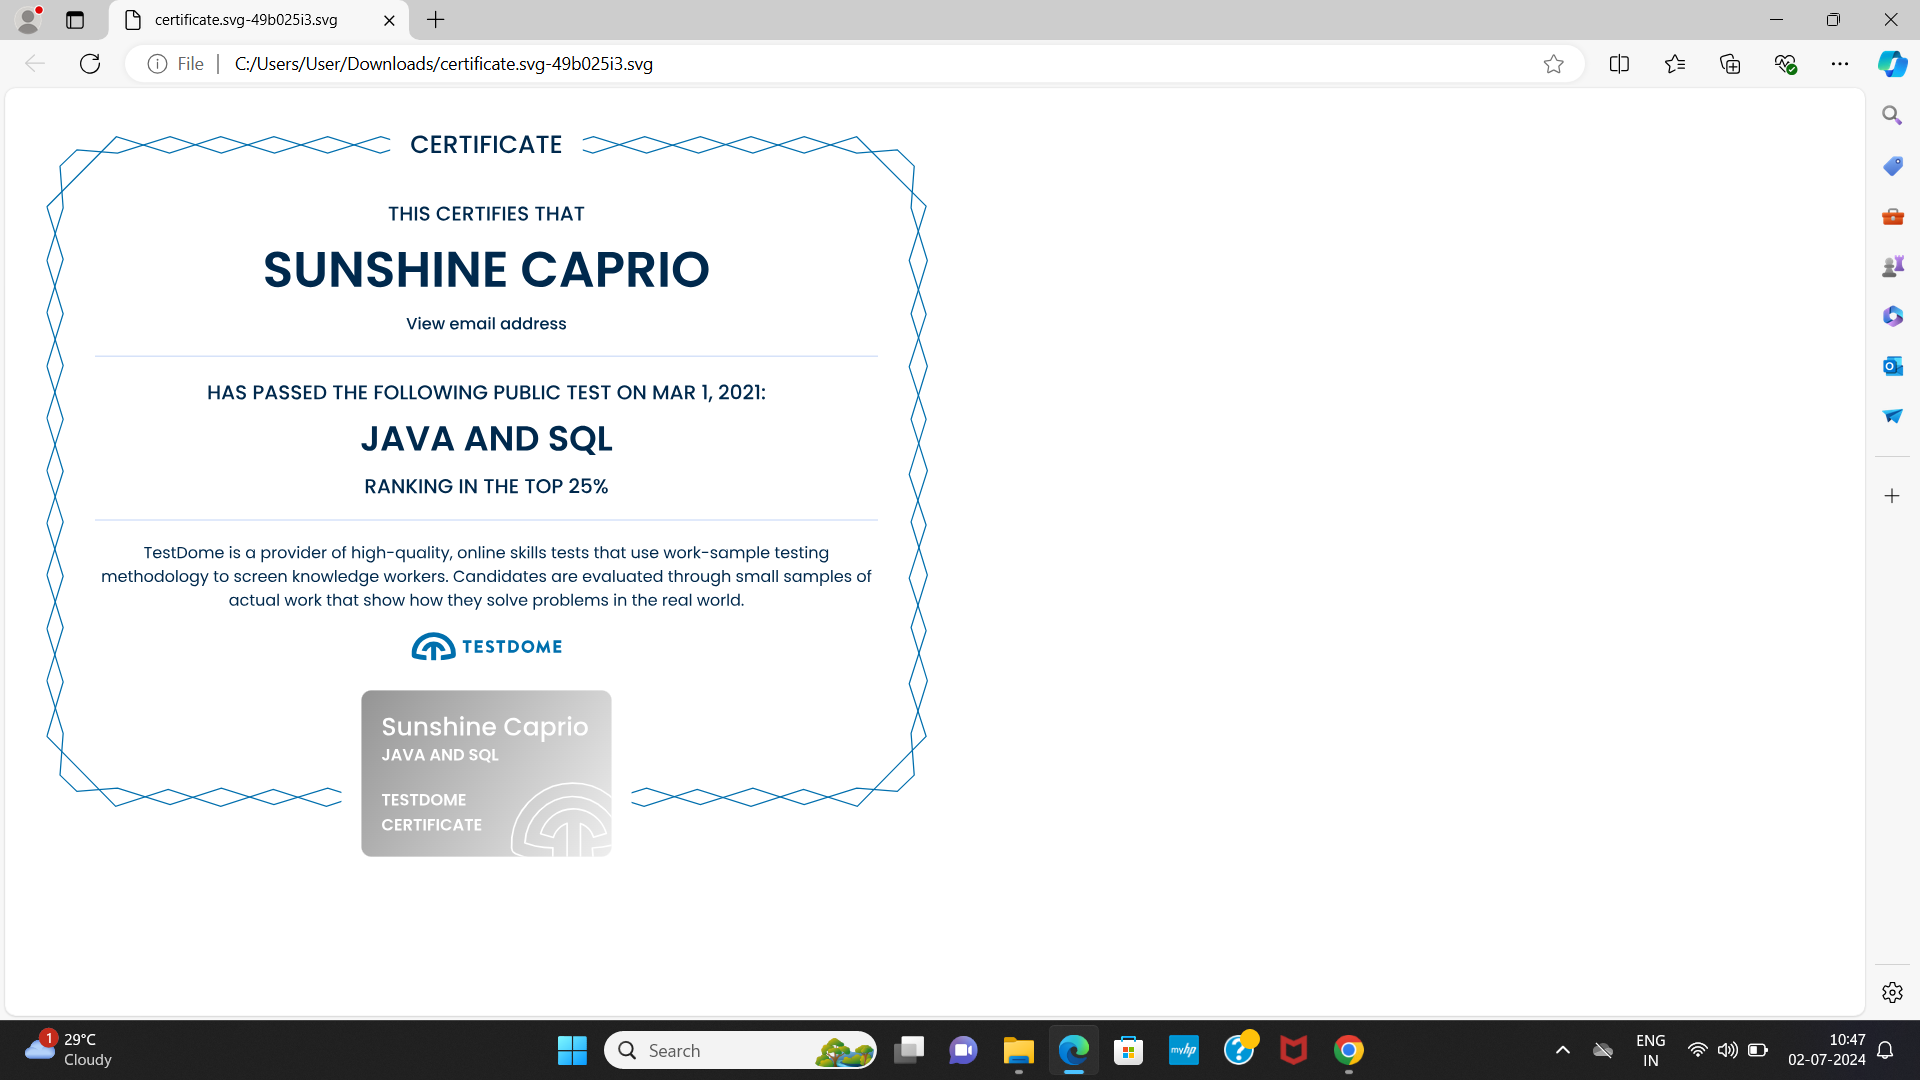 certificate.svg-49b025i3.svg
File
C:/Users/User/Downloads/certificate.svg-49b025i3.svg
CERTIFICATE
THIS CERTIFIES THAT
SUNSHINE CAPRIO
View email address
HAS PASSED THE FOLLOWING PUBLIC TEST ON MAR 1, 2021:
JAVA AND SQL
RANKING IN THE TOP 25%
TestDome is a provider of high-quality, online skills tests that use work-sample testing
methodology to screen knowledge workers. Candidates are evaluated through small samples of
actual work that show how they solve problems in the real world.
TESTDOME
Sunshine Caprio
JAVA AND SQL
TESTDOME
CERTIFICATE
1
29°C
Cloudy
Search
myhp
ENG
IN
10:47
02-07-2024